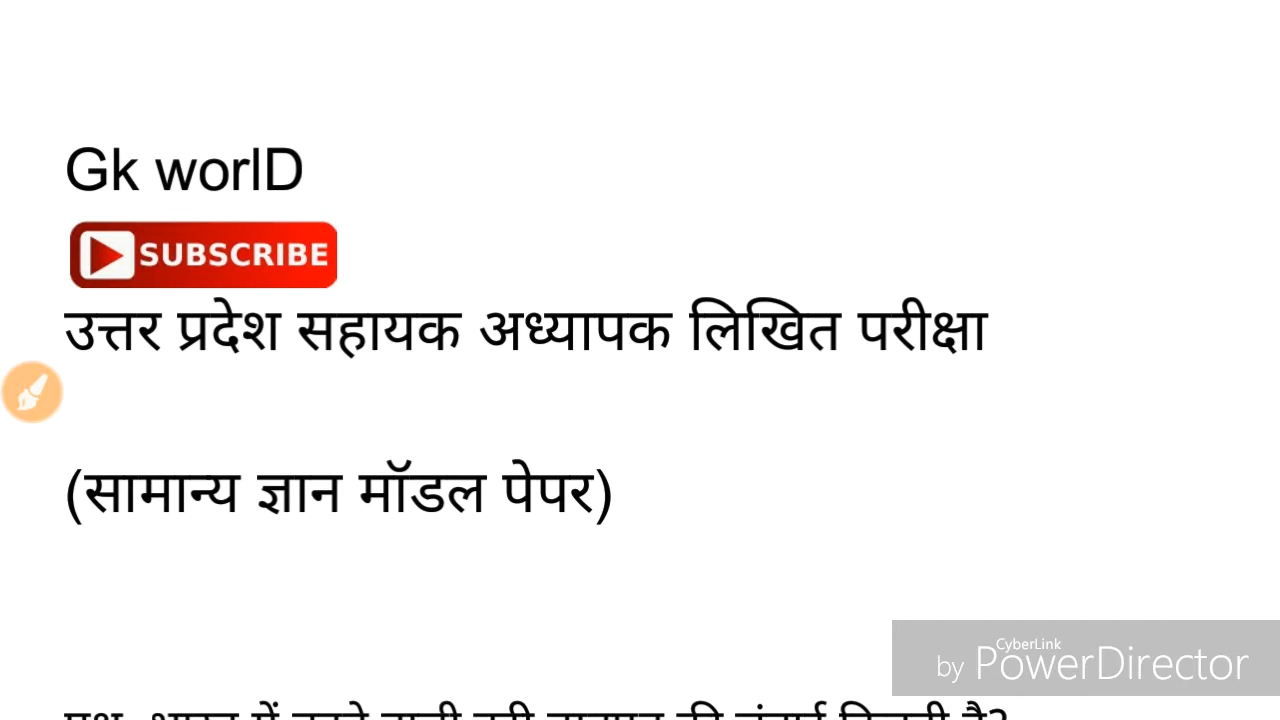 Gk worlD
SUBSCRIBE
उत्तर प्रदेश सहायक अध्यापक लिखित परीक्षा
(सामान्य ज्ञान मॉडल पेपर)
CyberLink
by PowerDirector